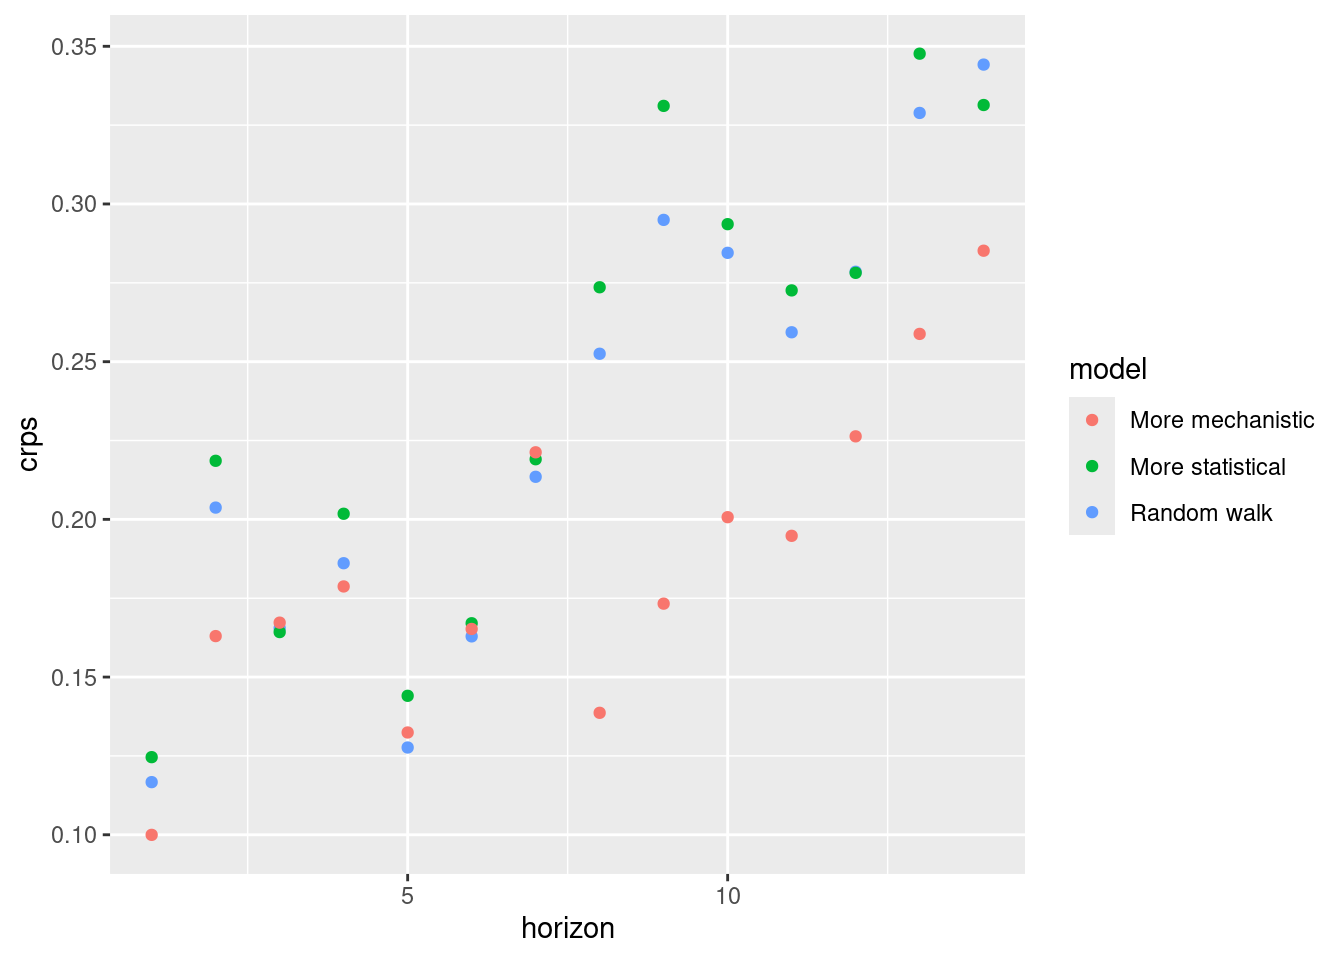 0.35
0.30
0.25
0.20
0.15
0.10
crps
5
10
horizon
model
More mechanistic
More statistical
Random walk